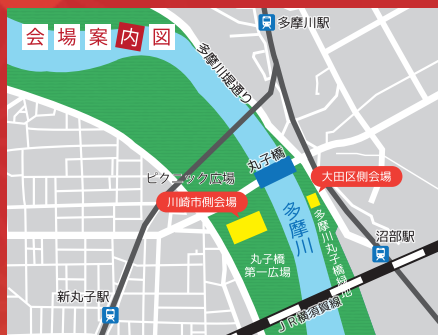 会場案内図
多摩川駅
多摩川堤通り
丸子橋
ピクニック広場
大田区側会場
川崎市側会場
多摩川
多摩川丸子橋緑地
丸子橋
第一広場
沼部駅
新丸子駅
JR横須賀線